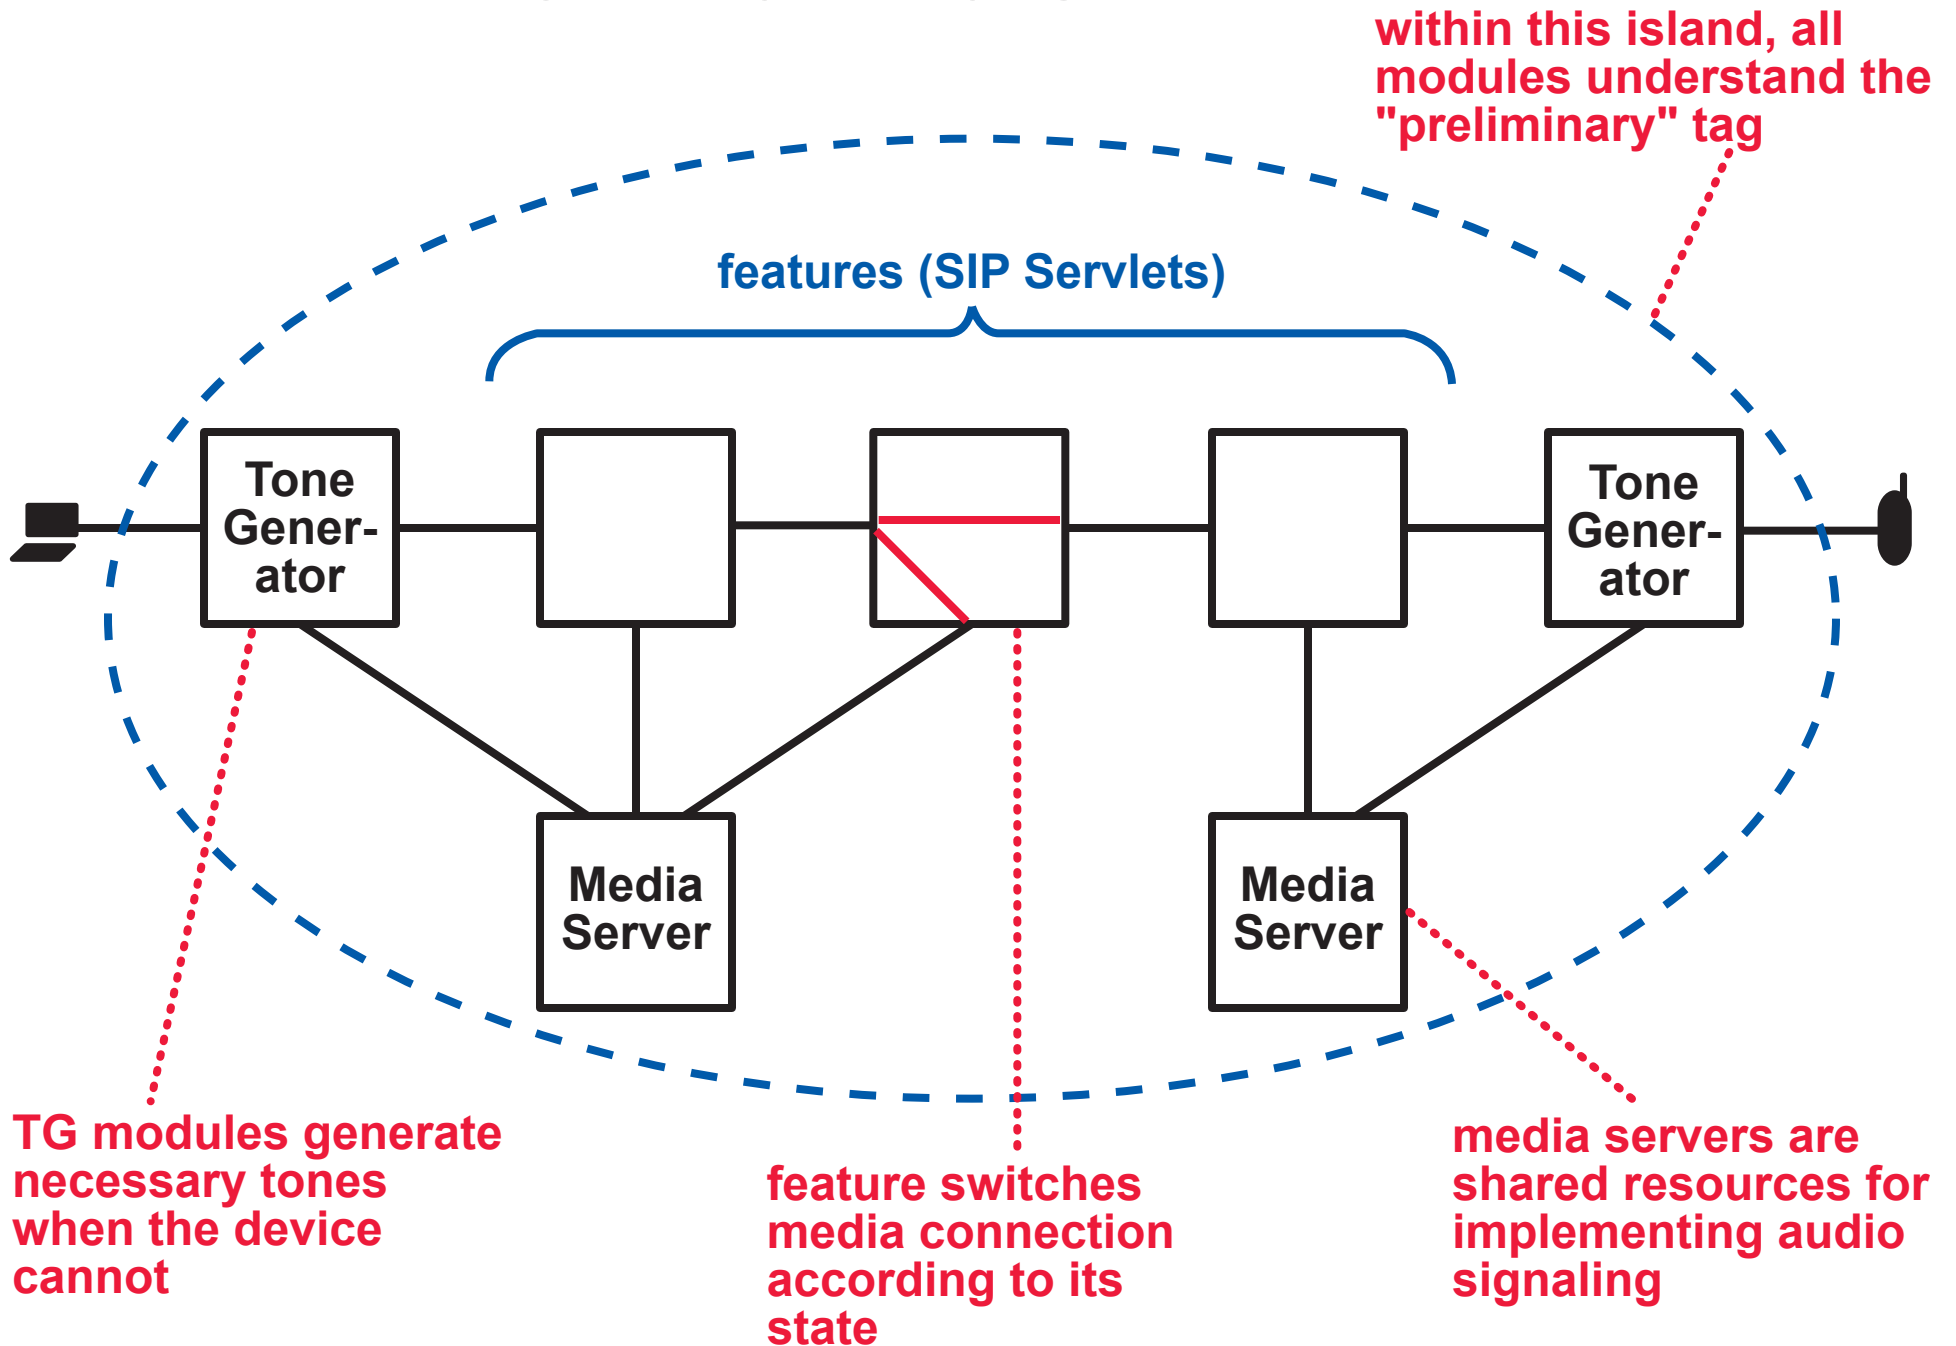 within this island, all
modules understand the
"preliminary" tag
features (SIP Servlets)
Tone
Gener-
ator
Tone
Gener-
ator
Media
Server
Media
Server
TG modules generate
necessary tones
when the device
cannot
feature switches
media connection
according to its
state
media servers are
shared resources for
implementing audio
signaling